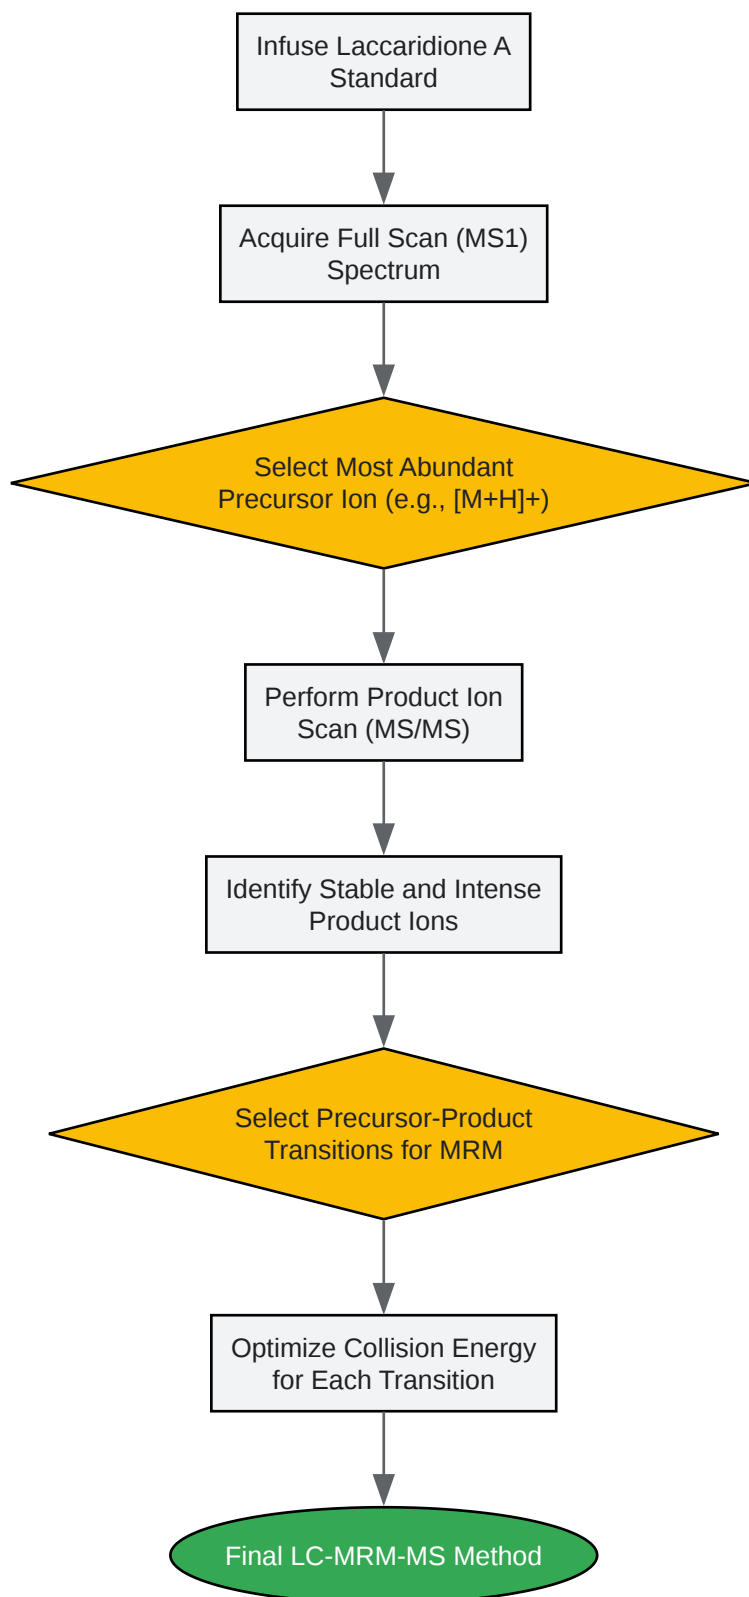 Infuse Laccaridione A
Standard
Acquire Full Scan (MS1)
Spectrum
Select Most Abundant
Precursor Ion (e.g., [M+H]+)
Perform Product Ion
Scan (MS/MS)
Identify Stable and Intense
Product Ions
Select Precursor-Product
Transitions for MRM
Optimize Collision Energy
for Each Transition
Final LC-MRM-MS Method